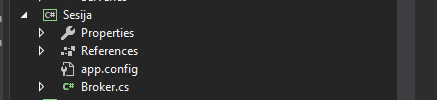 C# Sesija
Properties
References
app.config
C# Broker.cs